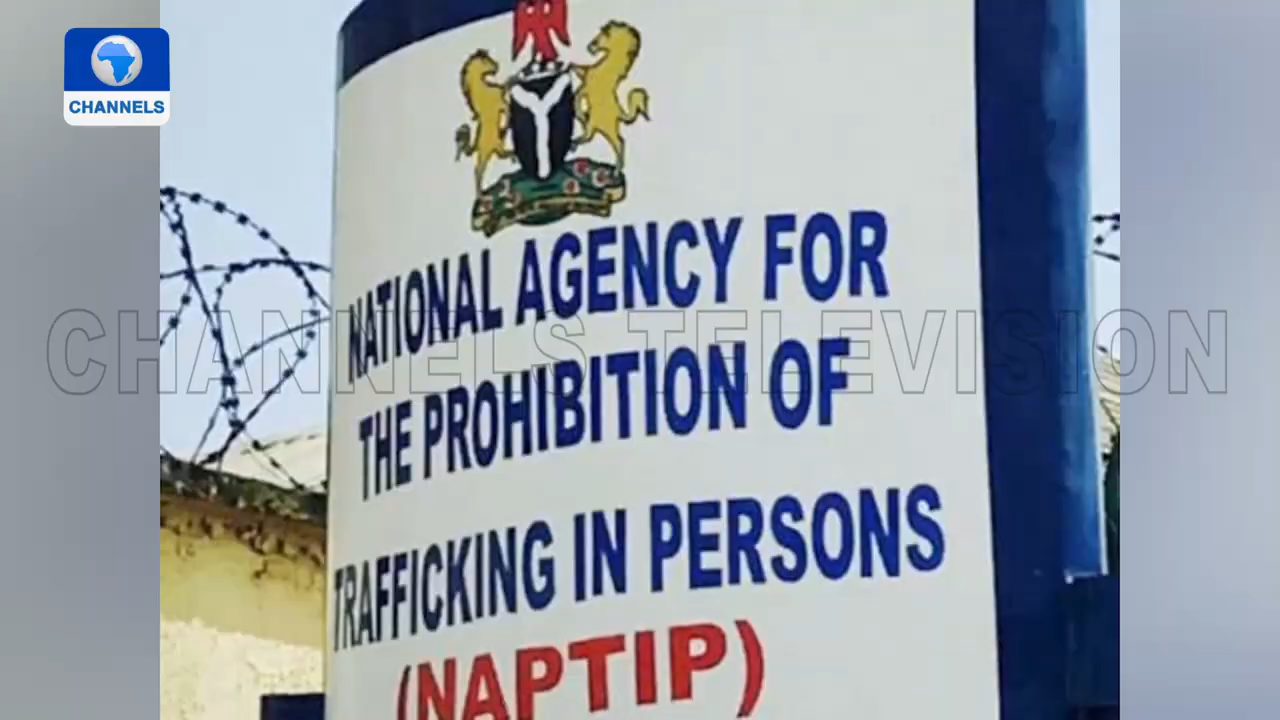 CHANNELS
NATIONAL AGENCY FOR
THE PROHIBITION OF
TRAFFICKING IN PERSONS
(NAPTIP)
CHANNELS TELEVISION